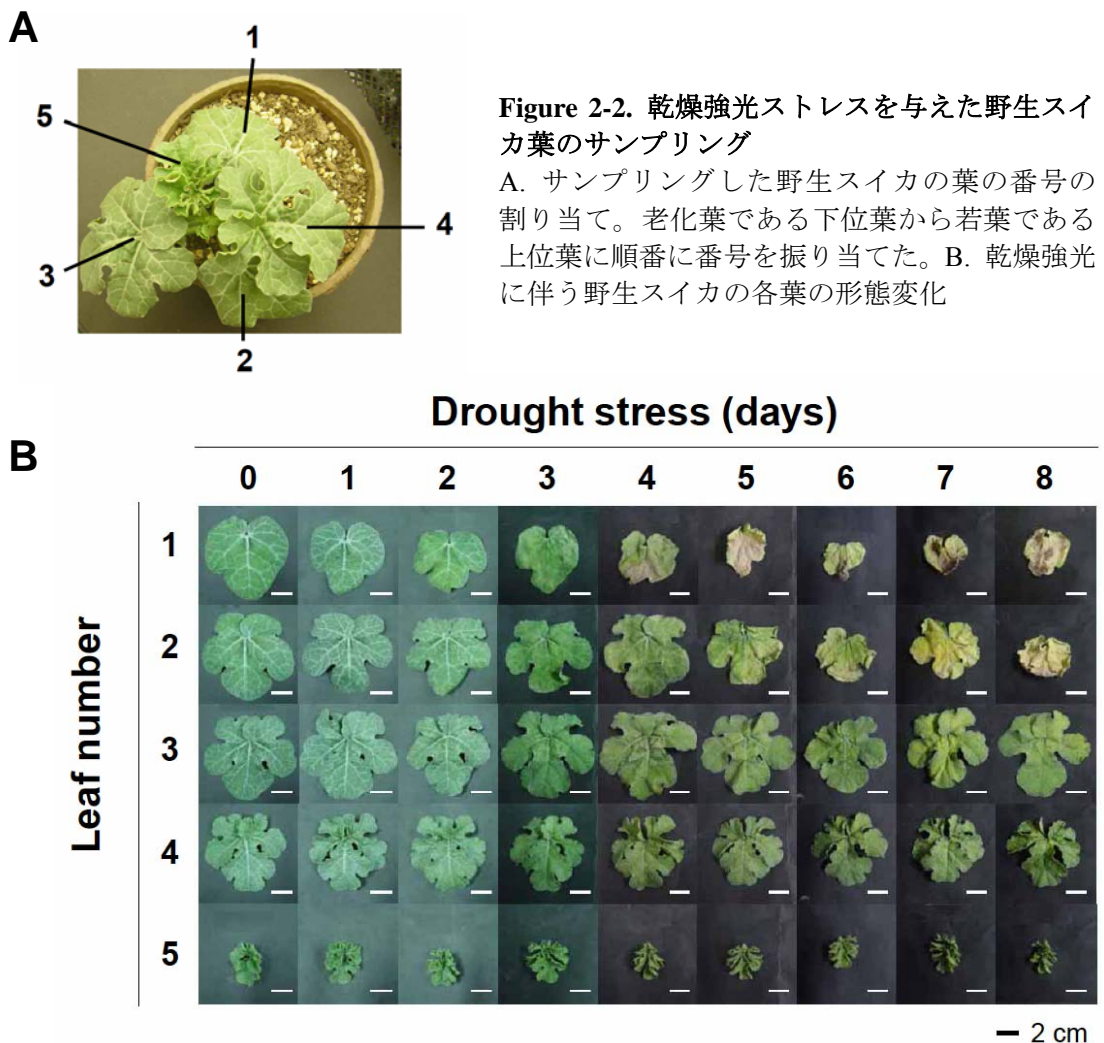 A
1
5
4
3
2
Figure 2-2. 乾燥強光ストレスを与えた野生スイ
カ葉のサンプリング
A. サンプリングした野生スイカの葉の番号の
割り当て。老化葉である下位葉から若葉である
上位葉に順番に番号を振り当てた。B. 乾燥強光
に伴う野生スイカの各葉の形態変化
Drought stress (days)
B
0 1 2 3 4 5 6 7 8
Leaf number
1
2
3
4
5
2 cm